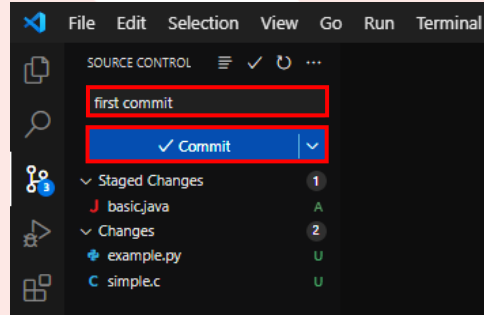 File Edit Selection View Go Run Terminal
SOURCE CONTROL
first commit
Commit
Staged Changes 1
J basic.java A
Changes 2
example.py U
3
C simple.c U